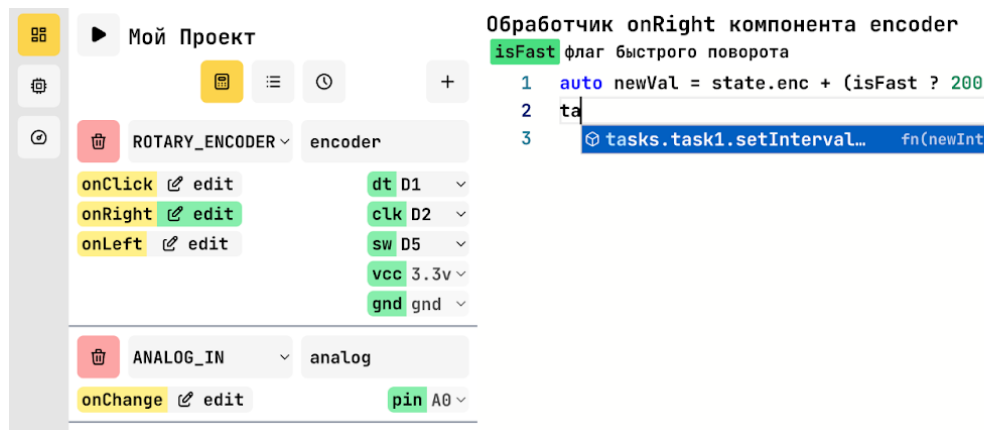 Мой Проект
ROTARY_ENCODER encoder
onClick edit dt D1
onRight edit clk D2
onLeft edit sw D5
vcc 3.3v
gnd gnd
ANALOG_IN analog
onChange edit pin A0
Обработчик onRight компонента encoder
isFast флаг быстрого поворота
1 auto newVal = state.enc + (isFast ? 200
2 ta
3 tasks.task1.setInterval… fn(newInt